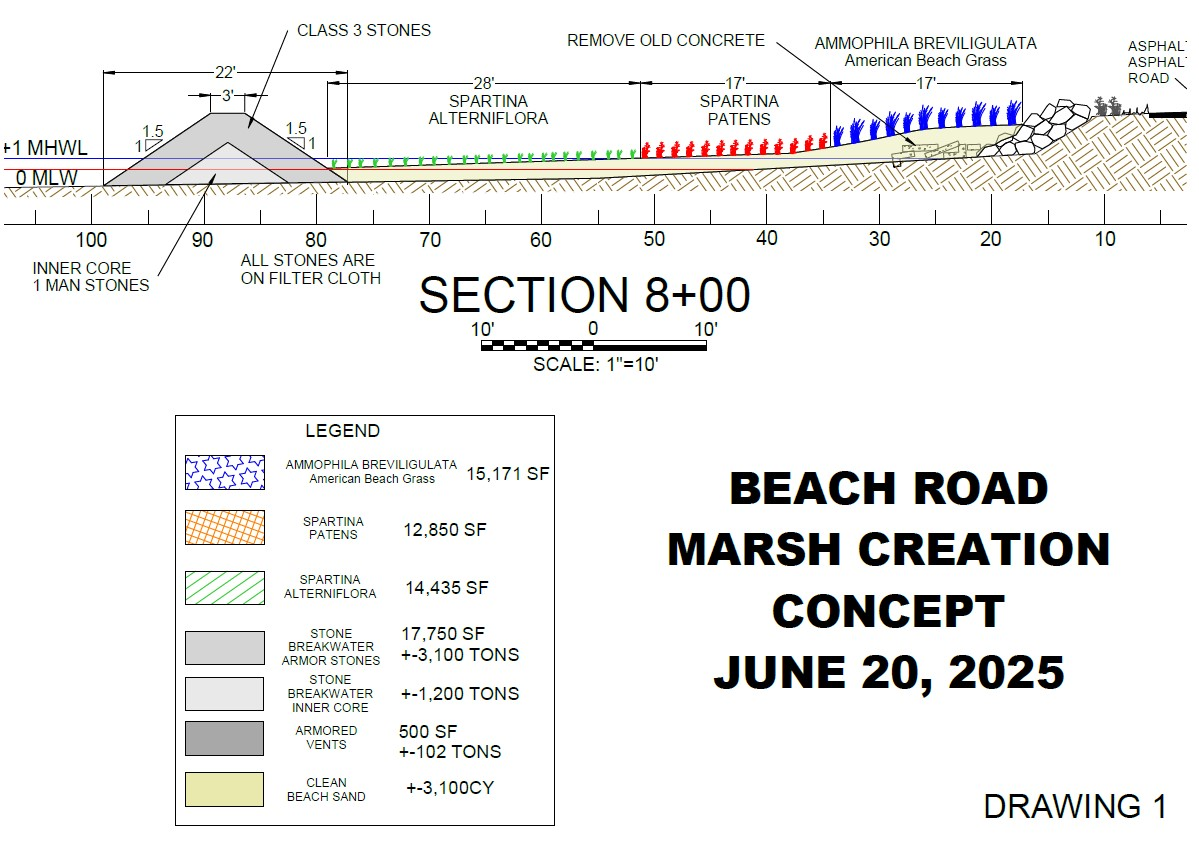 CLASS 3 STONES
REMOVE OLD CONCRETE
AMMOPHILA BREVILIGULATA
American Beach Grass
ASPHALT
ASPHALT
ROAD
22'
3'
28'
17'
17'
SPARTINA
ALTERNIFLORA
SPARTINA
PATENS
1.5
1
1.5
1
+1 MHWL
0 MLW
100
90
80
70
60
50
40
30
20
10
INNER CORE
1 MAN STONES
ALL STONES ARE
ON FILTER CLOTH
SECTION 8+00
10'
0
10'
SCALE: 1"=10'
LEGEND
AMMOPHILA BREVILIGULATA
American Beach Grass
15,171 SF
SPARTINA
PATENS
12,850 SF
SPARTINA
ALTERNIFLORA
14,435 SF
STONE
BREAKWATER
ARMOR STONES
17,750 SF
+-3,100 TONS
STONE
BREAKWATER
INNER CORE
+-1,200 TONS
ARMORED
VENTS
500 SF
+-102 TONS
CLEAN
BEACH SAND
+-3,100CY
BEACH ROAD
MARSH CREATION
CONCEPT
JUNE 20, 2025
DRAWING 1